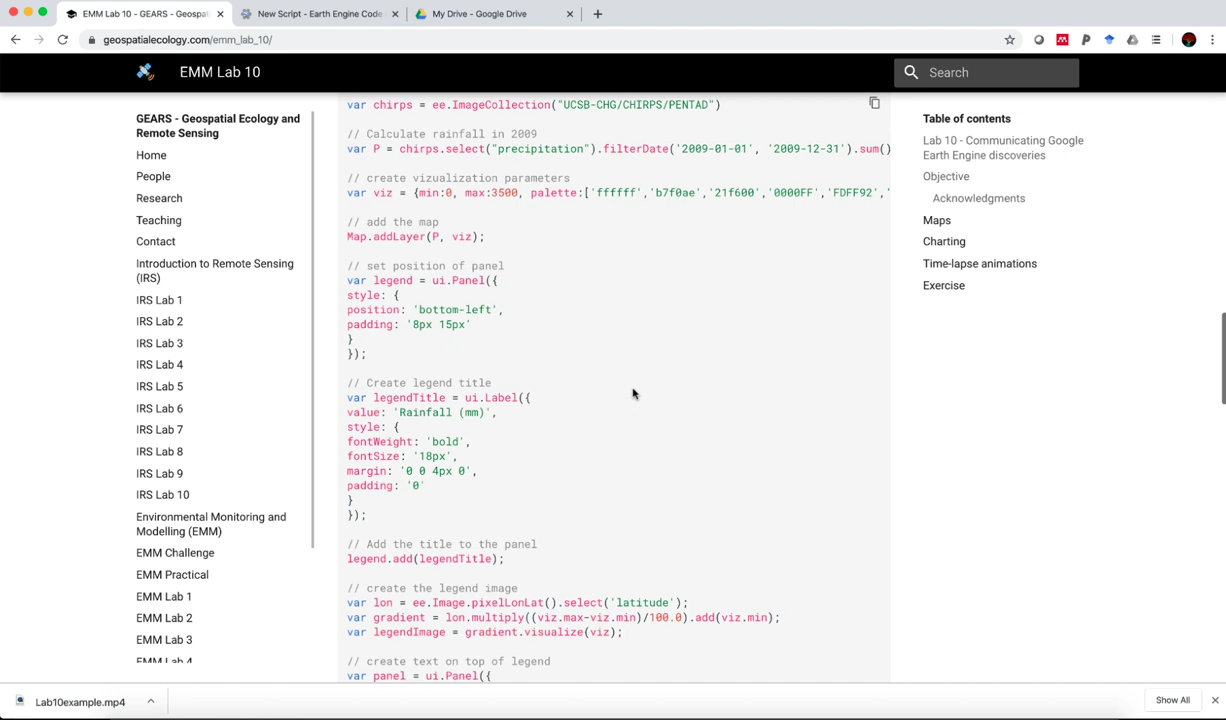 EMM Lab 10 - GEARS - Geospat
New Script - Earth Engine Code
My Drive - Google Drive
geospatialecology.com/emm_lab_10/
EMM Lab 10
Search
GEARS - Geospatial Ecology and
Remote Sensing
Home
People
Research
Teaching
Contact
Introduction to Remote Sensing
(IRS)
IRS Lab 1
IRS Lab 2
IRS Lab 3
IRS Lab 4
IRS Lab 5
IRS Lab 6
IRS Lab 7
IRS Lab 8
IRS Lab 9
IRS Lab 10
Environmental Monitoring and
Modelling (EMM)
EMM Challenge
EMM Practical
EMM Lab 1
EMM Lab 2
EMM Lab 3
EMM Lab 4
var chirps = ee.ImageCollection("UCSB-CHG/CHIRPS/PENTAD")
// Calculate rainfall in 2009
var P = chirps.select("precipitation").filterDate('2009-01-01', '2009-12-31').sum()
// create vizualization parameters
var viz = {min:0, max:3500, palette:['ffffff','b7f0ae','21f600','0000FF','FDFF92','
// add the map
Map.addLayer(P, viz);
// set position of panel
var legend = ui.Panel({
style: {
position: 'bottom-left',
padding: '8px 15px'
}
});
// Create legend title
var legendTitle = ui.Label({
value: 'Rainfall (mm)',
style: {
fontWeight: 'bold',
fontSize: '18px',
margin: '0 0 4px 0',
padding: '0'
}
});
// Add the title to the panel
legend.add(legendTitle);
// create the legend image
var lon = ee.Image.pixelLonLat().select('latitude');
var gradient = lon.multiply((viz.max-viz.min)/100.0).add(viz.min);
var legendImage = gradient.visualize(viz);
// create text on top of legend
var panel = ui.Panel({
Table of contents
Lab 10 - Communicating Google
Earth Engine discoveries
Objective
Acknowledgments
Maps
Charting
Time-lapse animations
Exercise
Lab10example.mp4
Show All